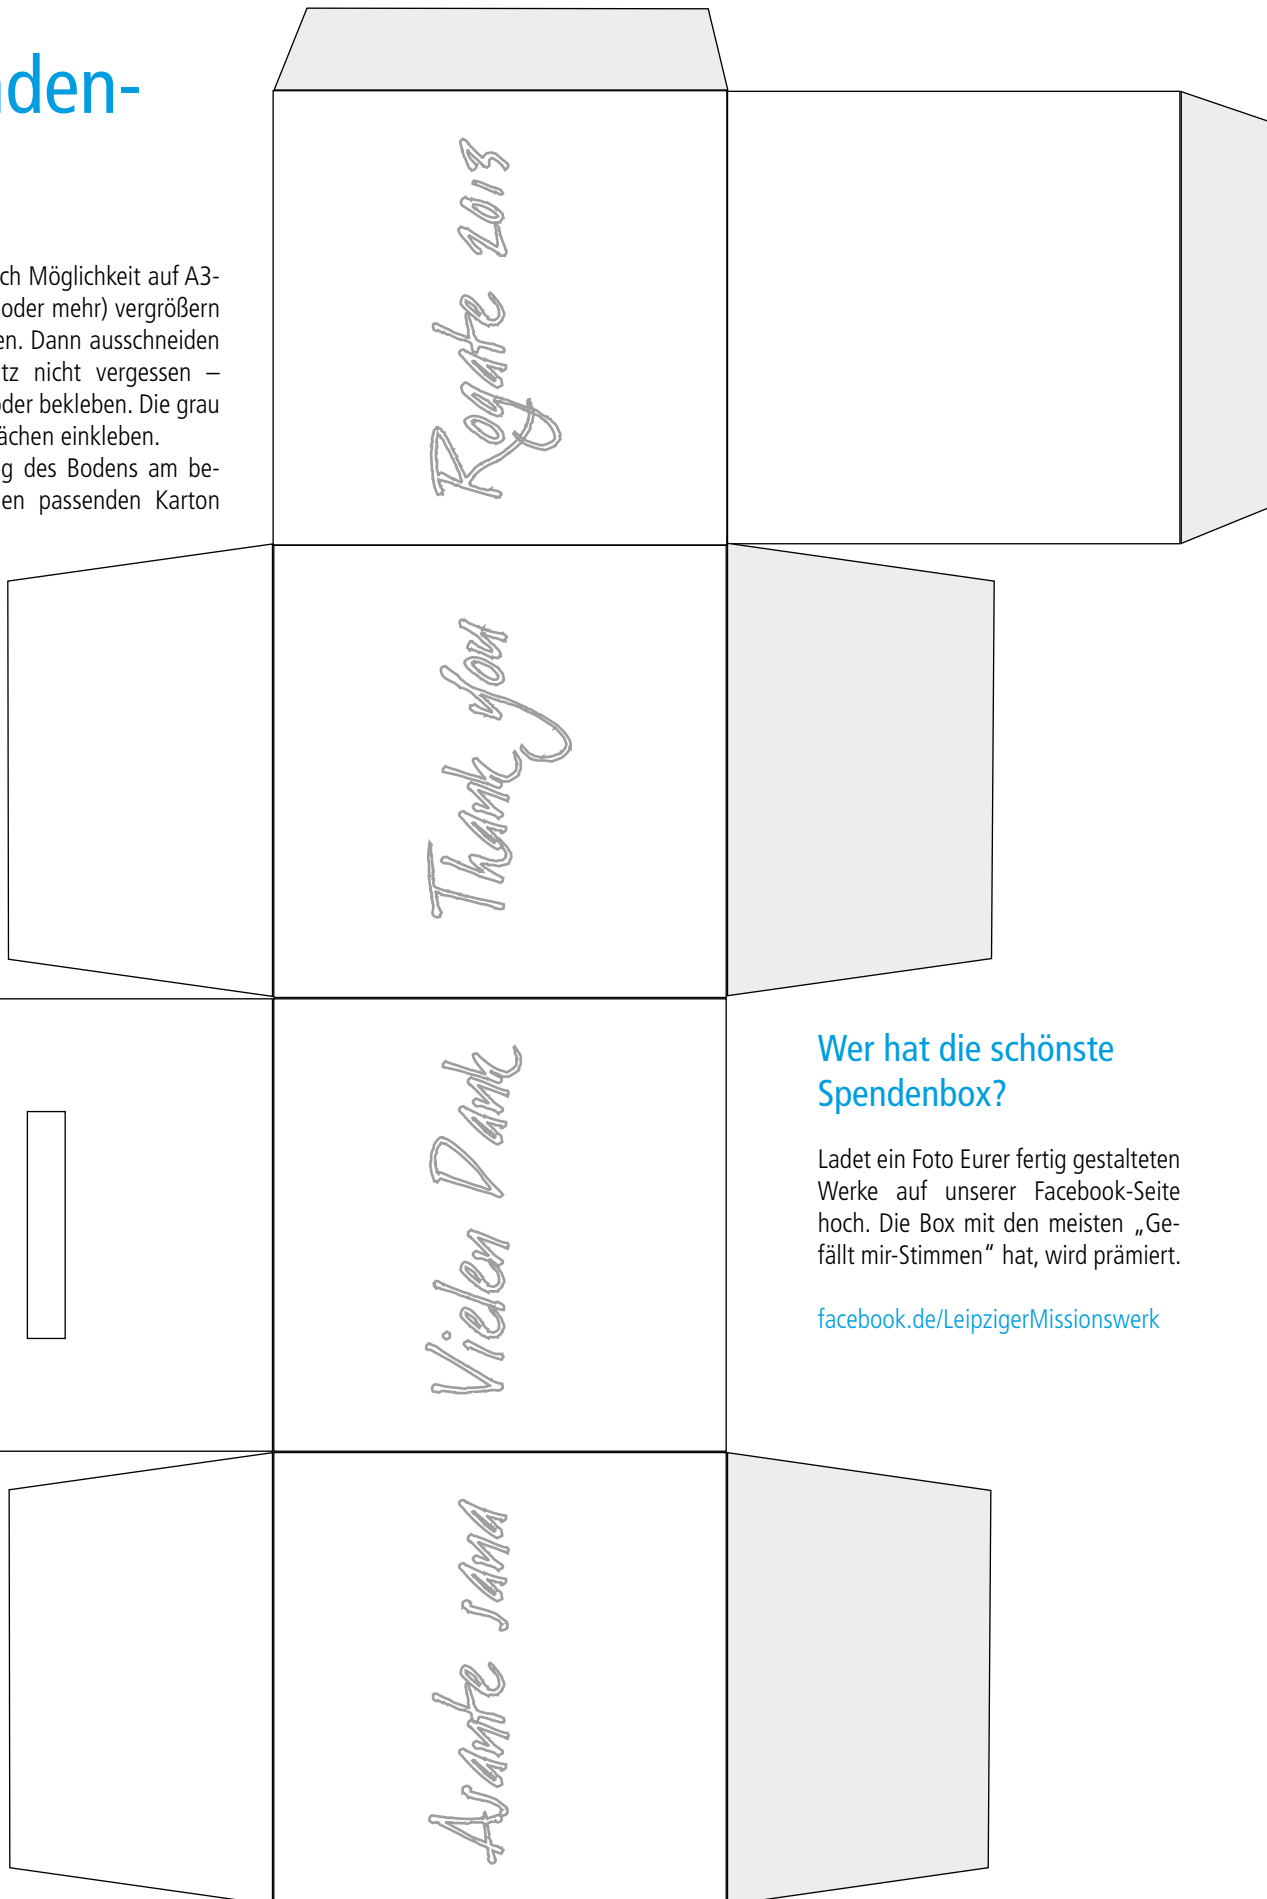 nden-
ch Möglichkeit auf A3-
oder mehr) vergrößern
en. Dann ausschneiden
tz nicht vergessen –
oder bekleben. Die grau
ächen einkleben.
g des Bodens am be-
en passenden Karton
Rogate 2013
Thank you
Vielen Dank
Asante sana
Wer hat die schönste
Spendenbox?
Ladet ein Foto Eurer fertig gestalteten
Werke auf unserer Facebook-Seite
hoch. Die Box mit den meisten „Ge-
fällt mir-Stimmen" hat, wird prämiert.
facebook.de/LeipzigerMissionswerk